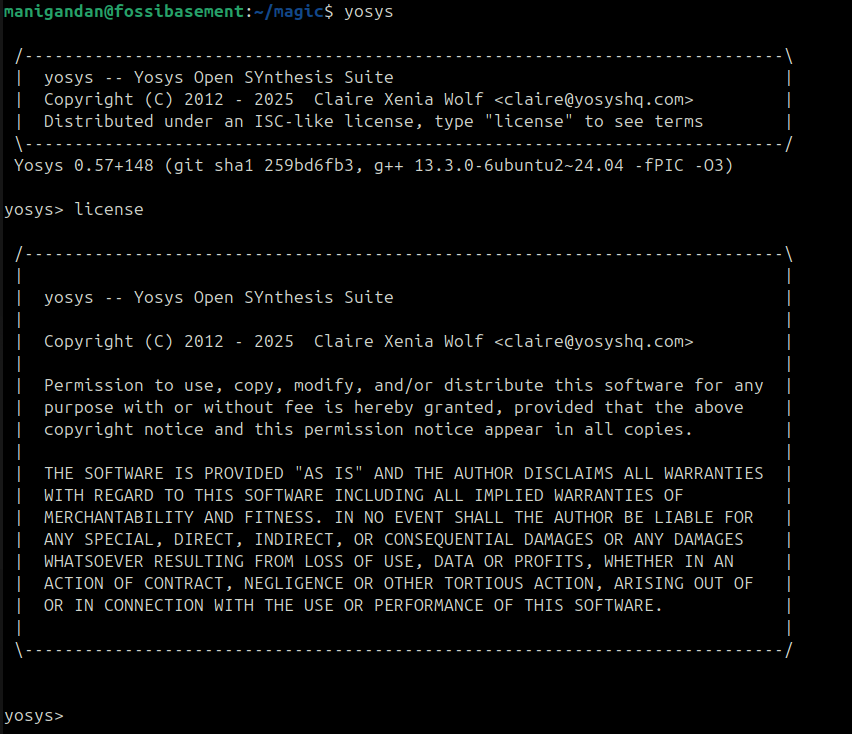 manigandan@fossibasement:~/magic$ yosys
/----------------------------------------------------------------------------\
|  yosys -- Yosys Open SYnthesis Suite                                       |
|  Copyright (C) 2012 - 2025  Claire Xenia Wolf <claire@yosyshq.com>         |
|  Distributed under an ISC-like license, type "license" to see terms        |
\----------------------------------------------------------------------------/
Yosys 0.57+148 (git sha1 259bd6fb3, g++ 13.3.0-6ubuntu2~24.04 -fPIC -O3)
yosys> license
/----------------------------------------------------------------------------\
|                                                                            |
|  yosys -- Yosys Open SYnthesis Suite                                       |
|                                                                            |
|  Copyright (C) 2012 - 2025  Claire Xenia Wolf <claire@yosyshq.com>         |
|                                                                            |
|  Permission to use, copy, modify, and/or distribute this software for any  |
|  purpose with or without fee is hereby granted, provided that the above    |
|  copyright notice and this permission notice appear in all copies.         |
|                                                                            |
|  THE SOFTWARE IS PROVIDED "AS IS" AND THE AUTHOR DISCLAIMS ALL WARRANTIES  |
|  WITH REGARD TO THIS SOFTWARE INCLUDING ALL IMPLIED WARRANTIES OF          |
|  MERCHANTABILITY AND FITNESS. IN NO EVENT SHALL THE AUTHOR BE LIABLE FOR   |
|  ANY SPECIAL, DIRECT, INDIRECT, OR CONSEQUENTIAL DAMAGES OR ANY DAMAGES    |
|  WHATSOEVER RESULTING FROM LOSS OF USE, DATA OR PROFITS, WHETHER IN AN     |
|  ACTION OF CONTRACT, NEGLIGENCE OR OTHER TORTIOUS ACTION, ARISING OUT OF   |
|  OR IN CONNECTION WITH THE USE OR PERFORMANCE OF THIS SOFTWARE.            |
|                                                                            |
\----------------------------------------------------------------------------/
yosys>